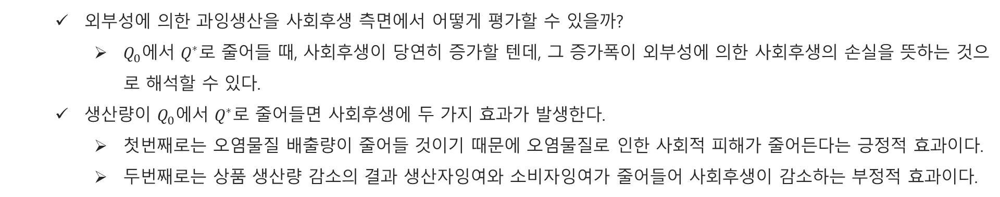 ✓ 외부성에 의한 과잉생산을 사회후생 측면에서 어떻게 평가할 수 있을까?
➢ Q₀에서 Q*로 줄어들 때, 사회후생이 당연히 증가할 텐데, 그 증가폭이 외부성에 의한 사회후생의 손실을 뜻하는 것으
로 해석할 수 있다.
✓ 생산량이 Q₀에서 Q*로 줄어들면 사회후생에 두 가지 효과가 발생한다.
➢ 첫번째로는 오염물질 배출량이 줄어들 것이기 때문에 오염물질로 인한 사회적 피해가 줄어든다는 긍정적 효과이다.
➢ 두번째로는 상품 생산량 감소의 결과 생산자잉여와 소비자잉여가 줄어들어 사회후생이 감소하는 부정적 효과이다.